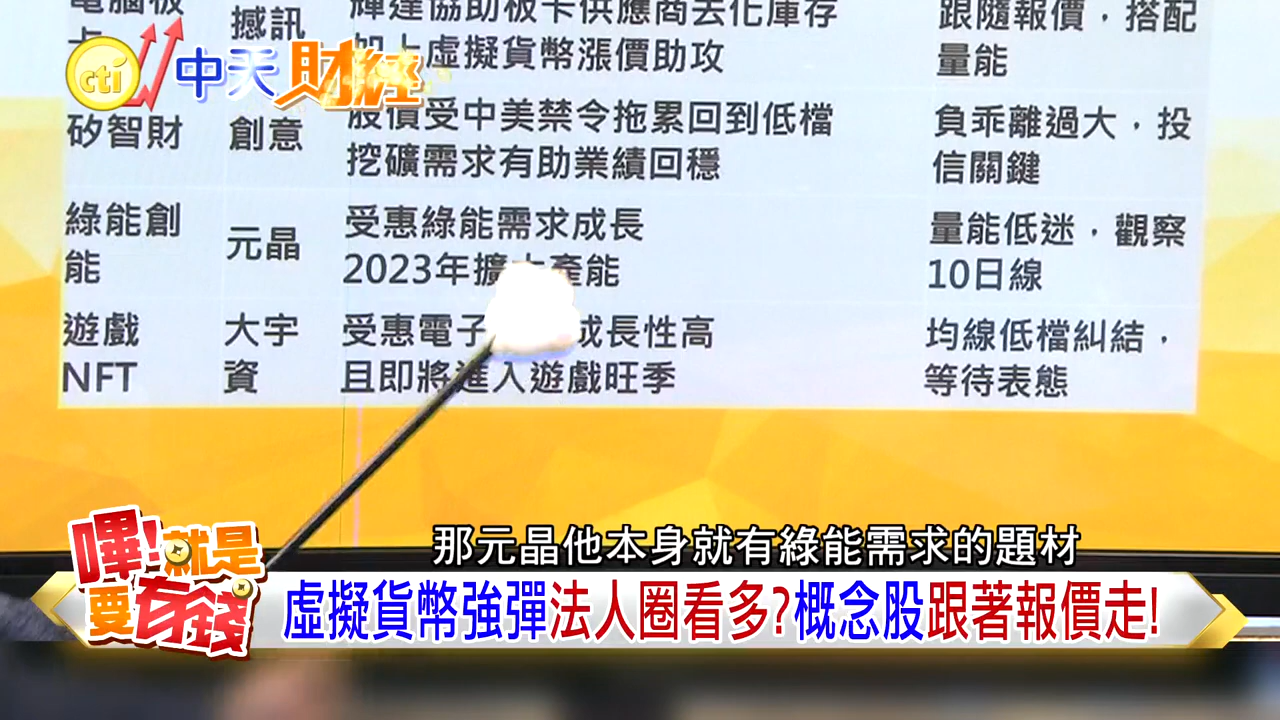 電腦板
卡
撼訊
輝達協助板卡供應商去化庫存
加上虛擬貨幣漲價助攻
跟隨報價，搭配
量能
cti
中天財經
矽智財
創意
股價受中美禁令拖累回到低檔
挖礦需求有助業績回穩
負乖離過大，投
信關鍵
綠能創
能
元晶
受惠綠能需求成長
2023年擴大產能
量能低迷，觀察
10日線
遊戲
NFT
大宇
資
受惠電子
成長性高
且即將進入遊戲旺季
均線低檔糾結，
等待表態
那元晶他本身就有綠能需求的題材
嗶!就是
要有錢
虛擬貨幣強彈法人圈看多?概念股跟著報價走!